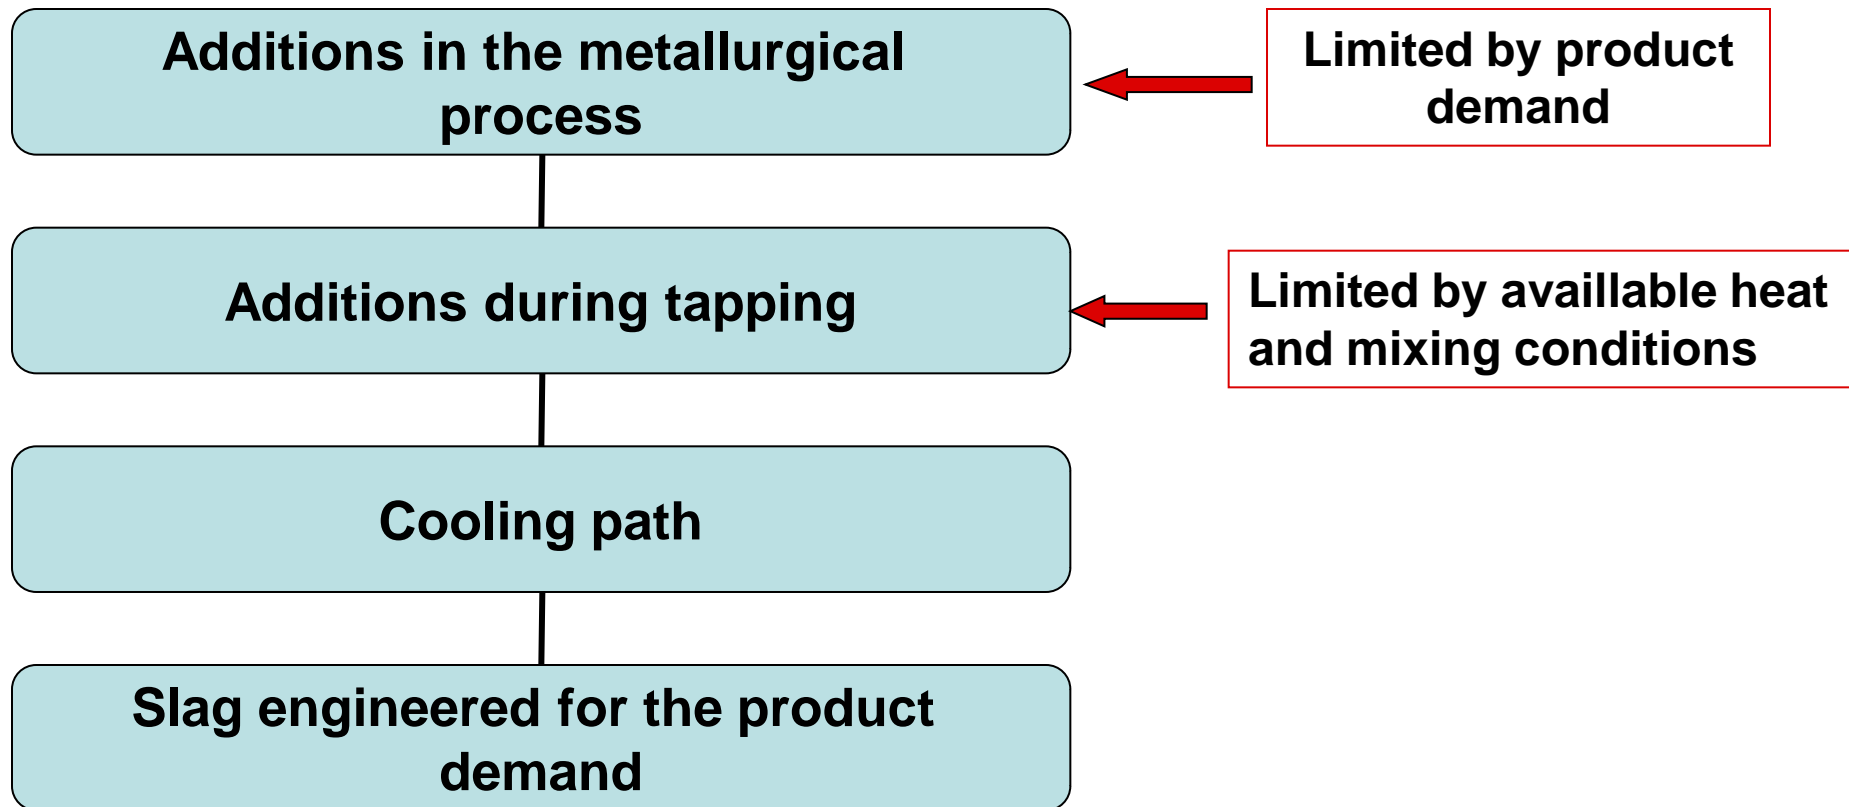 Additions in the metallurgical
process
Limited by product
demand
Additions during tapping
Limited by availlable heat
and mixing conditions
Cooling path
Slag engineered for the product
demand